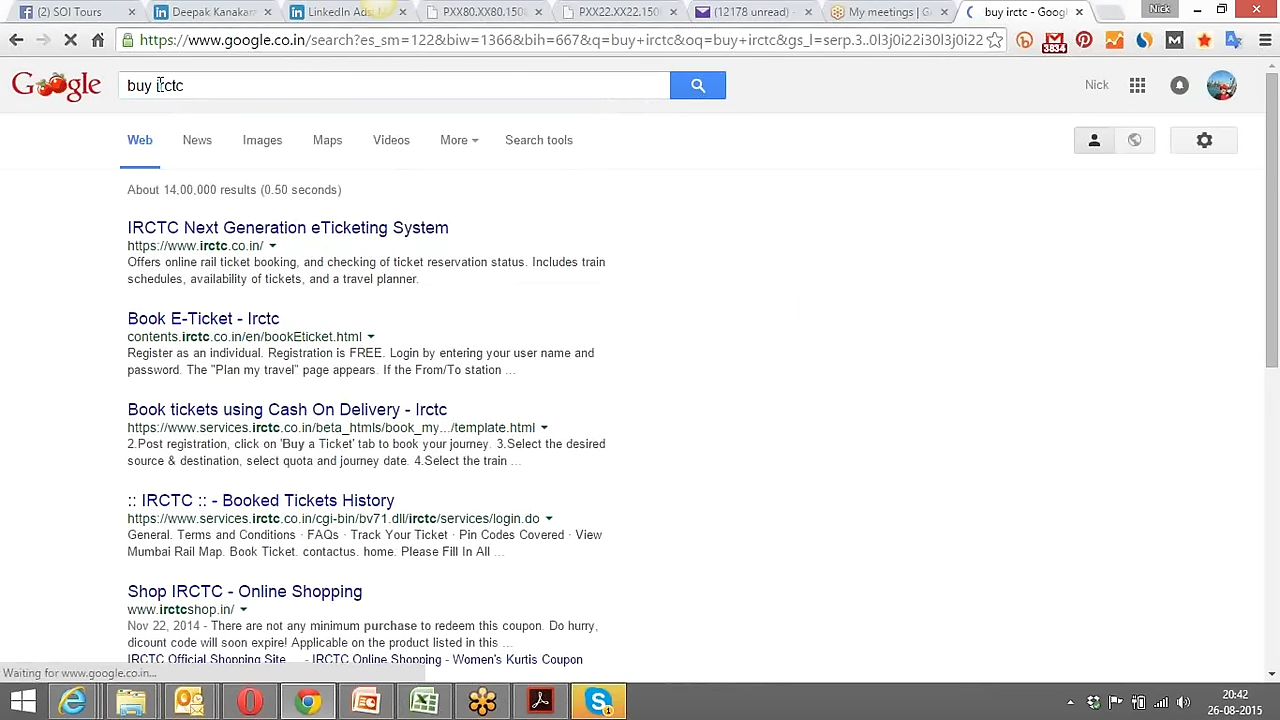 SOI Tours
Deepak Kanakar
LinkedIn Ads
PXX80.XX80.150
PXX22.XX22.150
(12178 unread) -
My meetings | G
buy irctc - Goog
Nick
https://www.google.co.in/search?es_sm=122&biw=1366&bih=667&q=buy+irctc&oq=buy+irctc&gs_l=serp.3..0l3j0i22i30l3j0i22
3834
Google
buy irctc
Nick
Web News Images Maps Videos More Search tools
About 14,00,000 results (0.50 seconds)
IRCTC Next Generation eTicketing System
https://www.irctc.co.in/
Offers online rail ticket booking, and checking of ticket reservation status. Includes train
schedules, availability of tickets, and a travel planner.
Book E-Ticket - Irctc
contents.irctc.co.in/en/bookEticket.html
Register as an individual. Registration is FREE. Login by entering your user name and
password. The "Plan my travel" page appears. If the From/To station ...
Book tickets using Cash On Delivery - Irctc
https://www.services.irctc.co.in/beta_htmls/book_my.../template.html
2.Post registration, click on 'Buy a Ticket' tab to book your journey. 3.Select the desired
source & destination, select quota and journey date. 4.Select the train ...
:: IRCTC :: - Booked Tickets History
https://www.services.irctc.co.in/cgi-bin/bv71.dll/irctc/services/login.do
General. Terms and Conditions · FAQs · Track Your Ticket · Pin Codes Covered · View
Mumbai Rail Map. Book Ticket. contactus. home. Please Fill In All ...
Shop IRCTC - Online Shopping
www.irctcshop.in/
Nov 22, 2014 - There are not any minimum purchase to redeem this coupon. Do hurry,
dicount code will soon expire! Applicable on the product listed in this ...
IRCTC Official Shopping Site ... - IRCTC Online Shopping - Women's Kurtis Coupon
Waiting for www.google.co.in...
20:42
26-08-2015